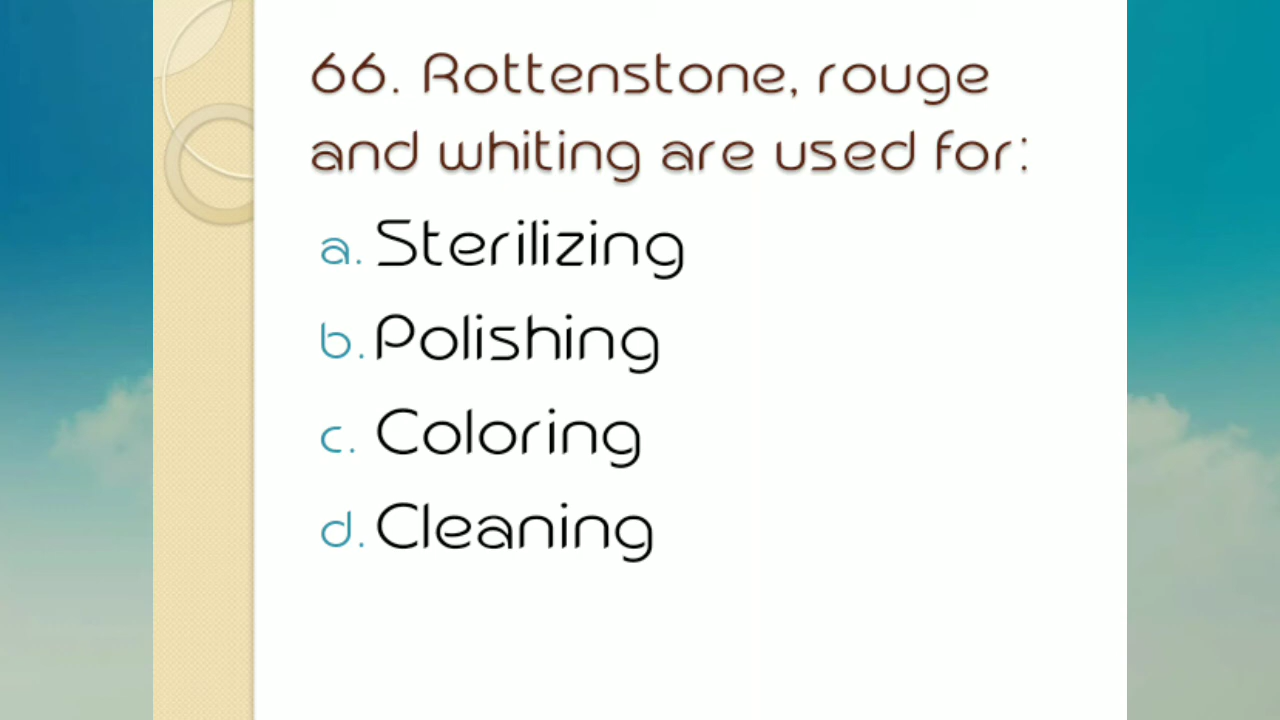 66. Rottenstone, rouge
and whiting are used for:
a. Sterilizing
b. Polishing
c. Coloring
d. Cleaning